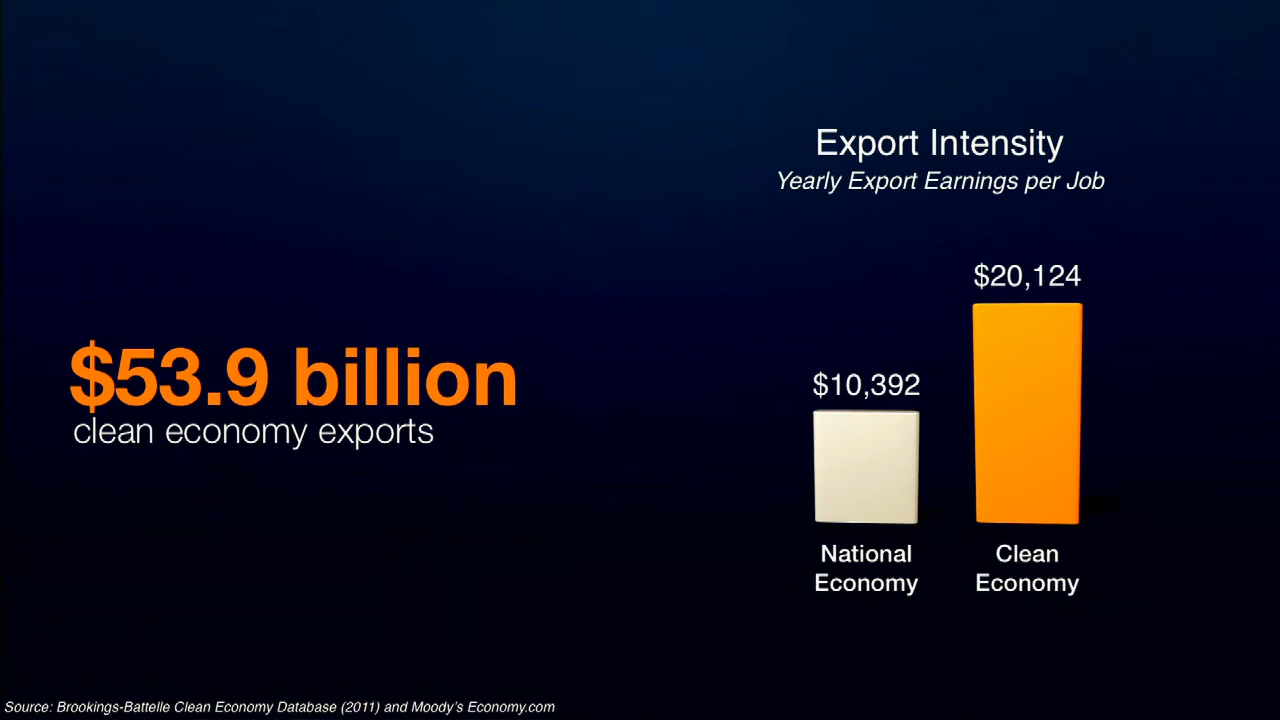 Export Intensity
Yearly Export Earnings per Job
$20,124
$10,392
$53.9 billion
clean economy exports
National
Economy
Clean
Economy
Source: Brookings-Battelle Clean Economy Database (2011) and Moody's Economy.com